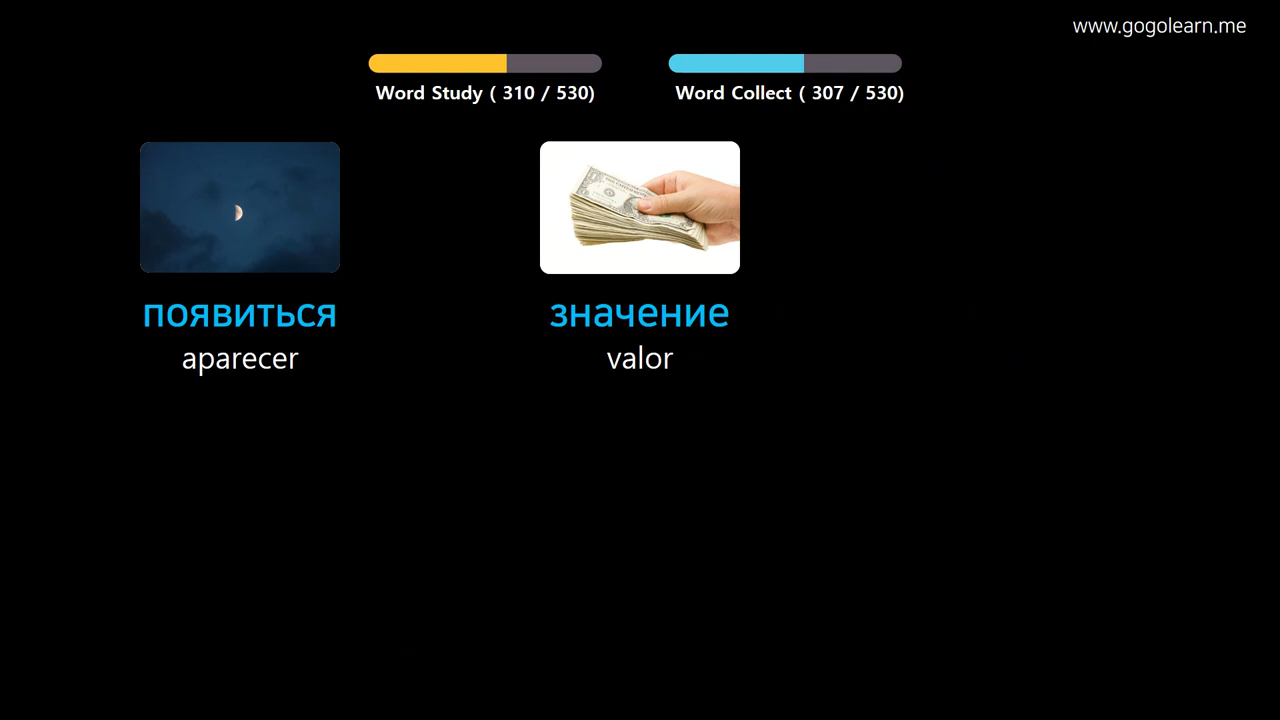 www.gogolearn.me
Word Study ( 310 / 530)
Word Collect ( 307 / 530)
появиться
aparecer
значение
valor